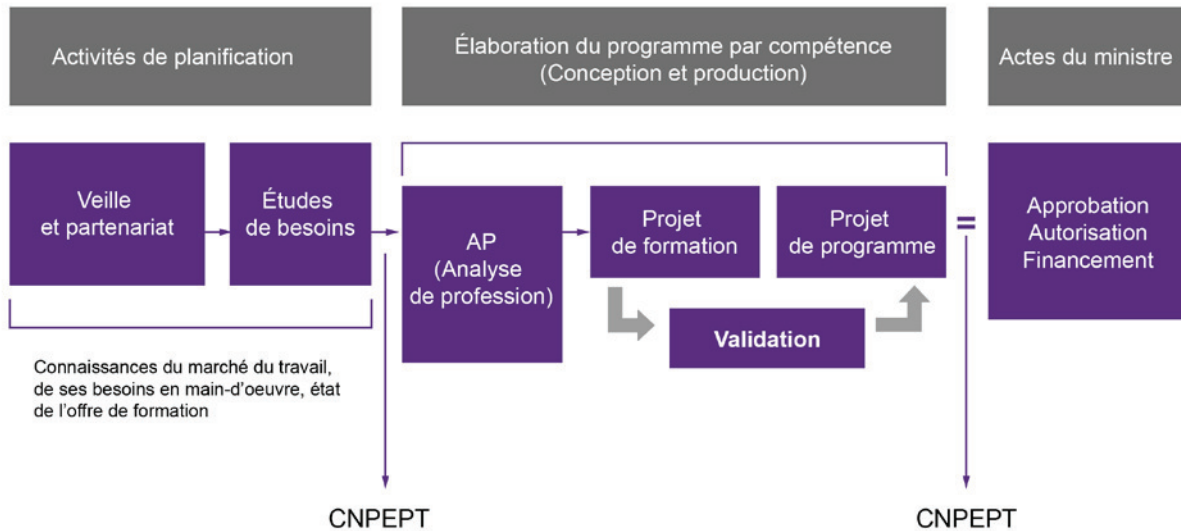 Activités de planification
Élaboration du programme par compétence
(Conception et production)
Actes du ministre
Veille
et partenariat
Études
de besoins
AP
(Analyse
de profession)
Projet
de formation
Projet
de programme
=
Approbation
Autorisation
Financement
Validation
Connaissances du marché du travail,
de ses besoins en main-d'oeuvre, état
de l'offre de formation
CNPEPT
CNPEPT